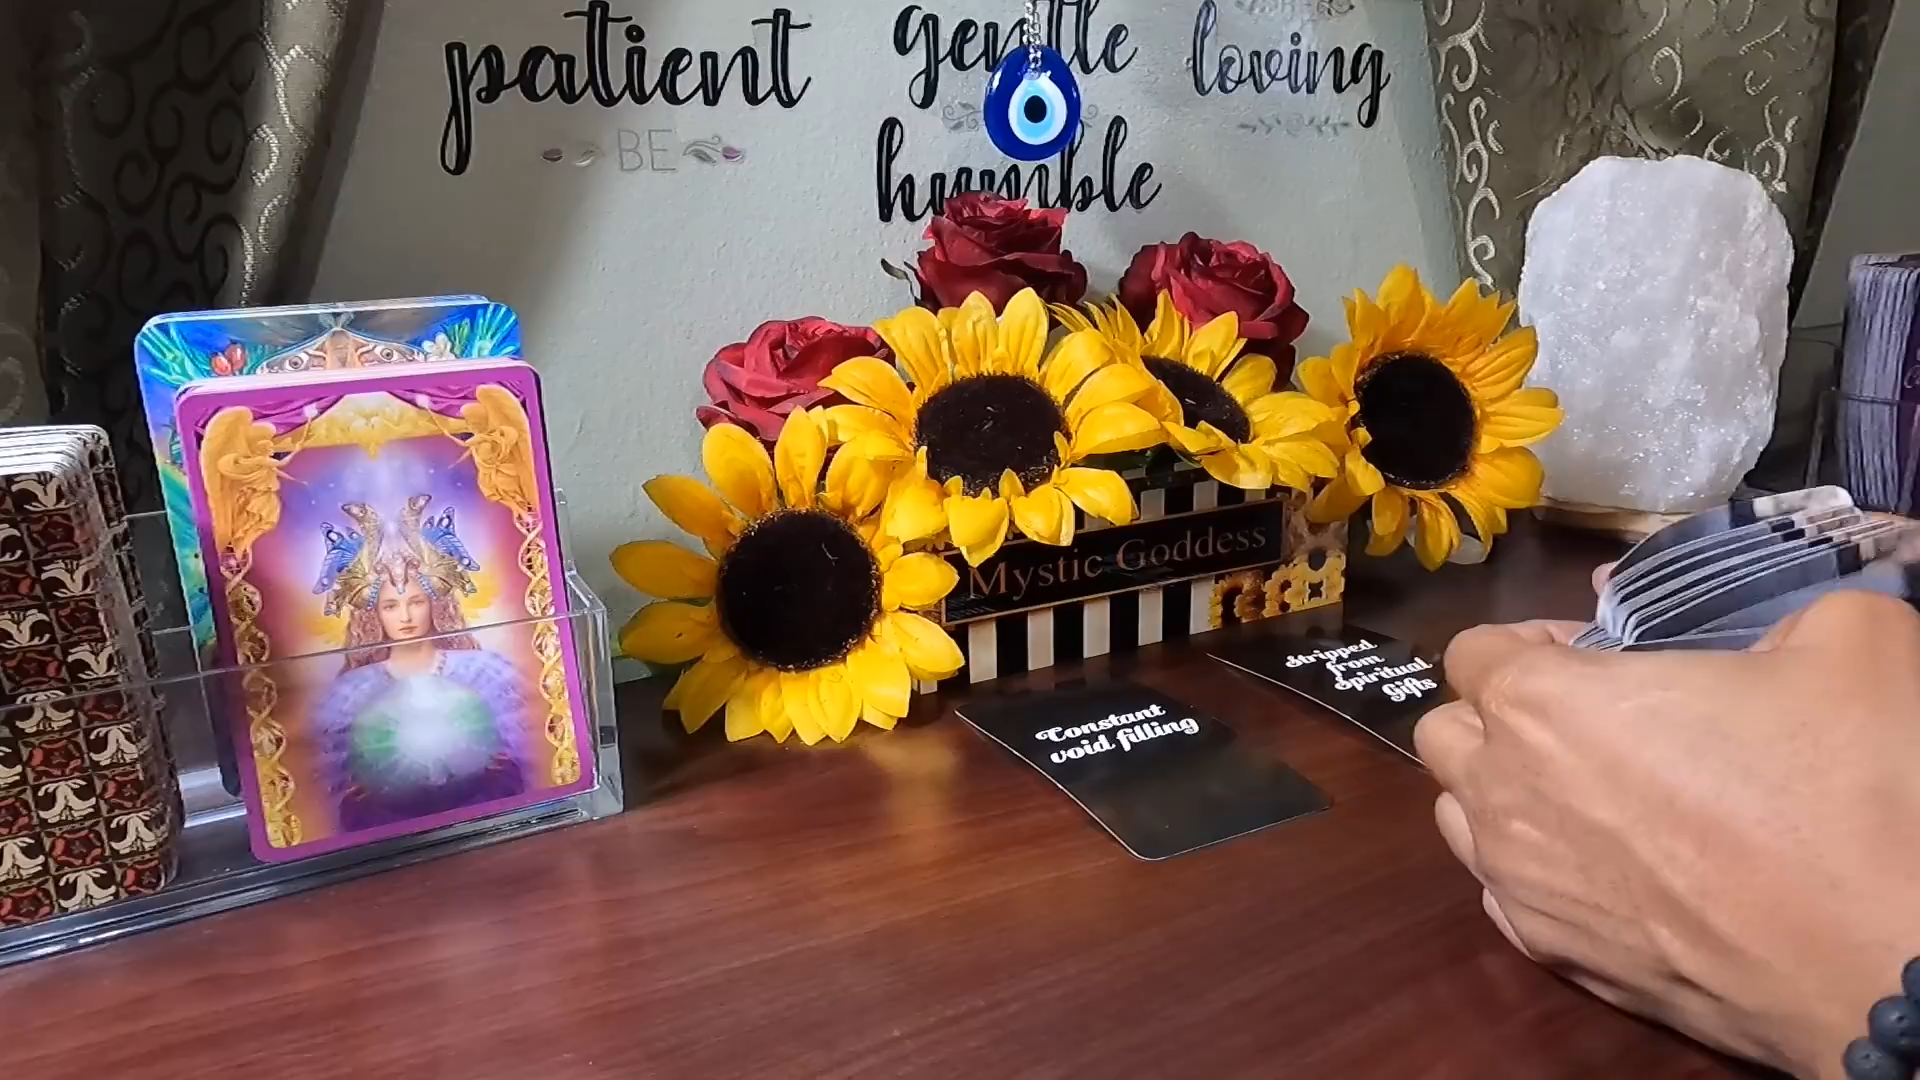 patient
BE
gentle
loving
humble
Mystic Goddess
Constant
void filling
Stripped
from
Spiritual
Gifts